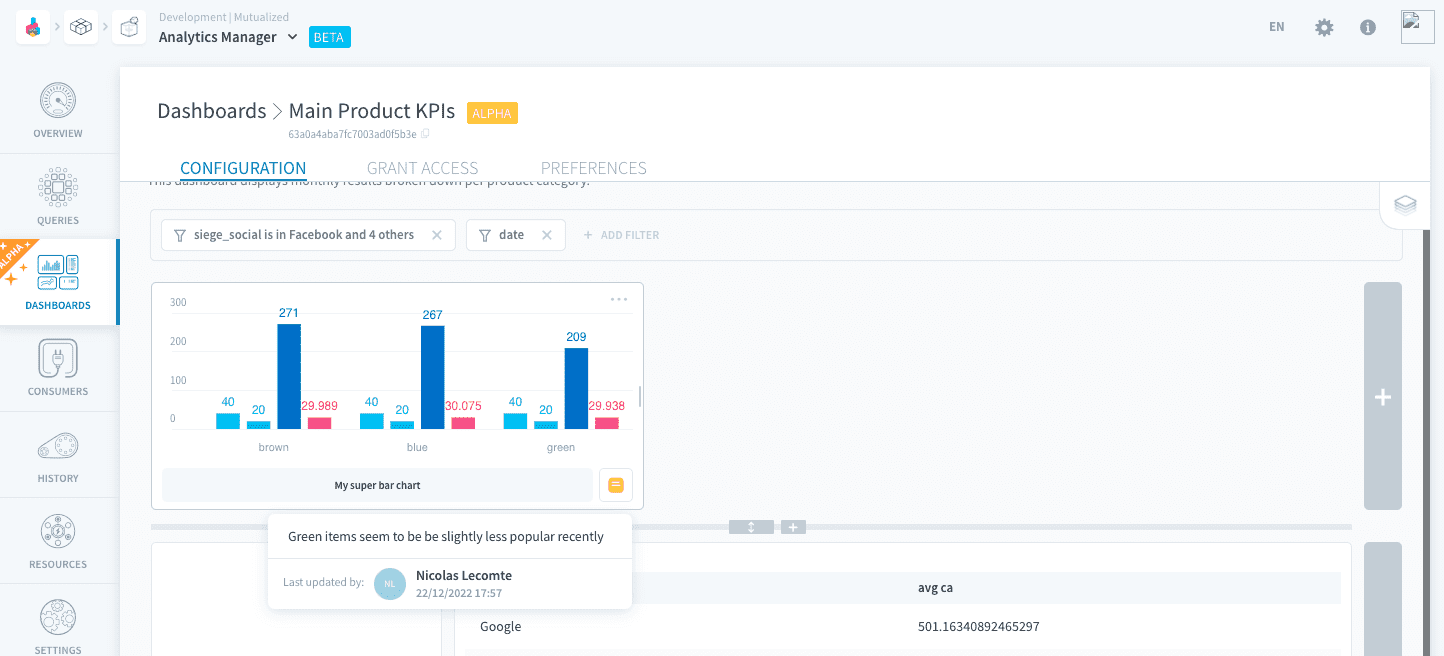 Development | Mutualized
Analytics Manager BETA
EN
OVERVIEW
QUERIES
ALPHA
DASHBOARDS
CONSUMERS
HISTORY
RESOURCES
SETTINGS
Dashboards > Main Product KPIs ALPHA
63a0a4aba7fc7003ad0f5b3e
CONFIGURATION GRANT ACCESS PREFERENCES
This dashboard displays monthly results broken down per product category.
siege_social is in Facebook and 4 others date + ADD FILTER
300
200
100
0
40 20 271 29.989
40 20 267 30.075
40 20 209 29.938
brown blue green
My super bar chart
Green items seem to be be slightly less popular recently
Last updated by: NL Nicolas Lecomte
22/12/2022 17:57
avg ca
Google 501.16340892465297